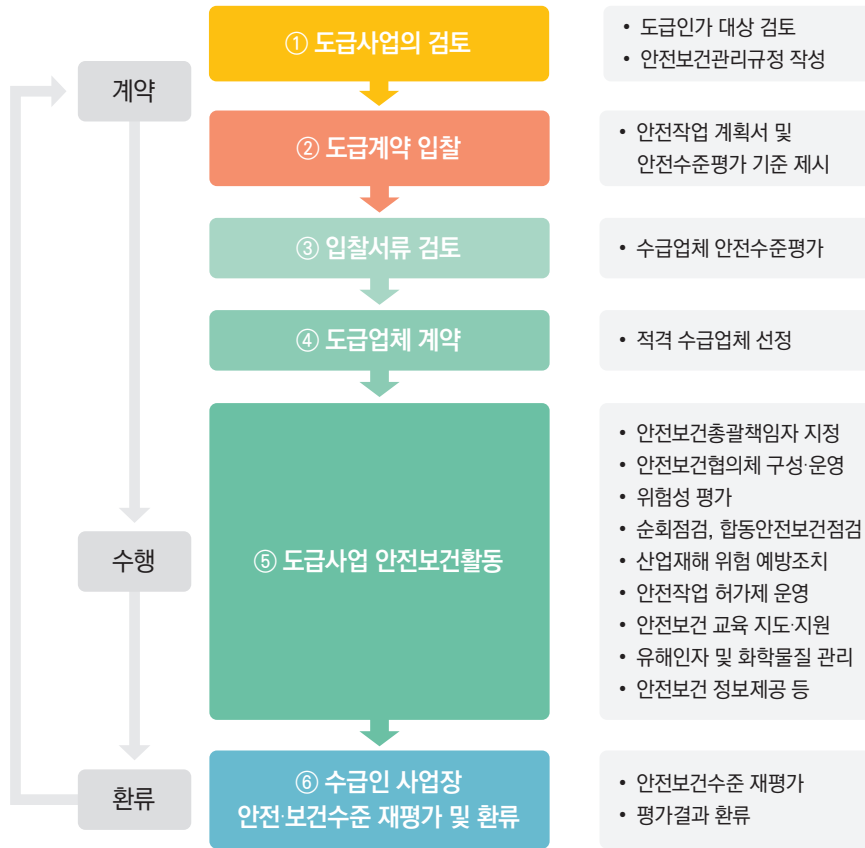 ① 도급사업의 검토
• 도급인가 대상 검토
• 안전보건관리규정 작성
계약
② 도급계약 입찰
• 안전작업 계획서 및
안전수준평가 기준 제시
③ 입찰서류 검토
• 수급업체 안전수준평가
④ 도급업체 계약
• 적격 수급업체 선정
수행
⑤ 도급사업 안전보건활동
• 안전보건총괄책임자 지정
• 안전보건협의체 구성·운영
• 위험성 평가
• 순회점검, 합동안전보건점검
• 산업재해 위험 예방조치
• 안전작업 허가제 운영
• 안전보건 교육 지도·지원
• 유해인자 및 화학물질 관리
• 안전보건 정보제공 등
환류
⑥ 수급인 사업장
안전·보건수준 재평가 및 환류
• 안전보건수준 재평가
• 평가결과 환류